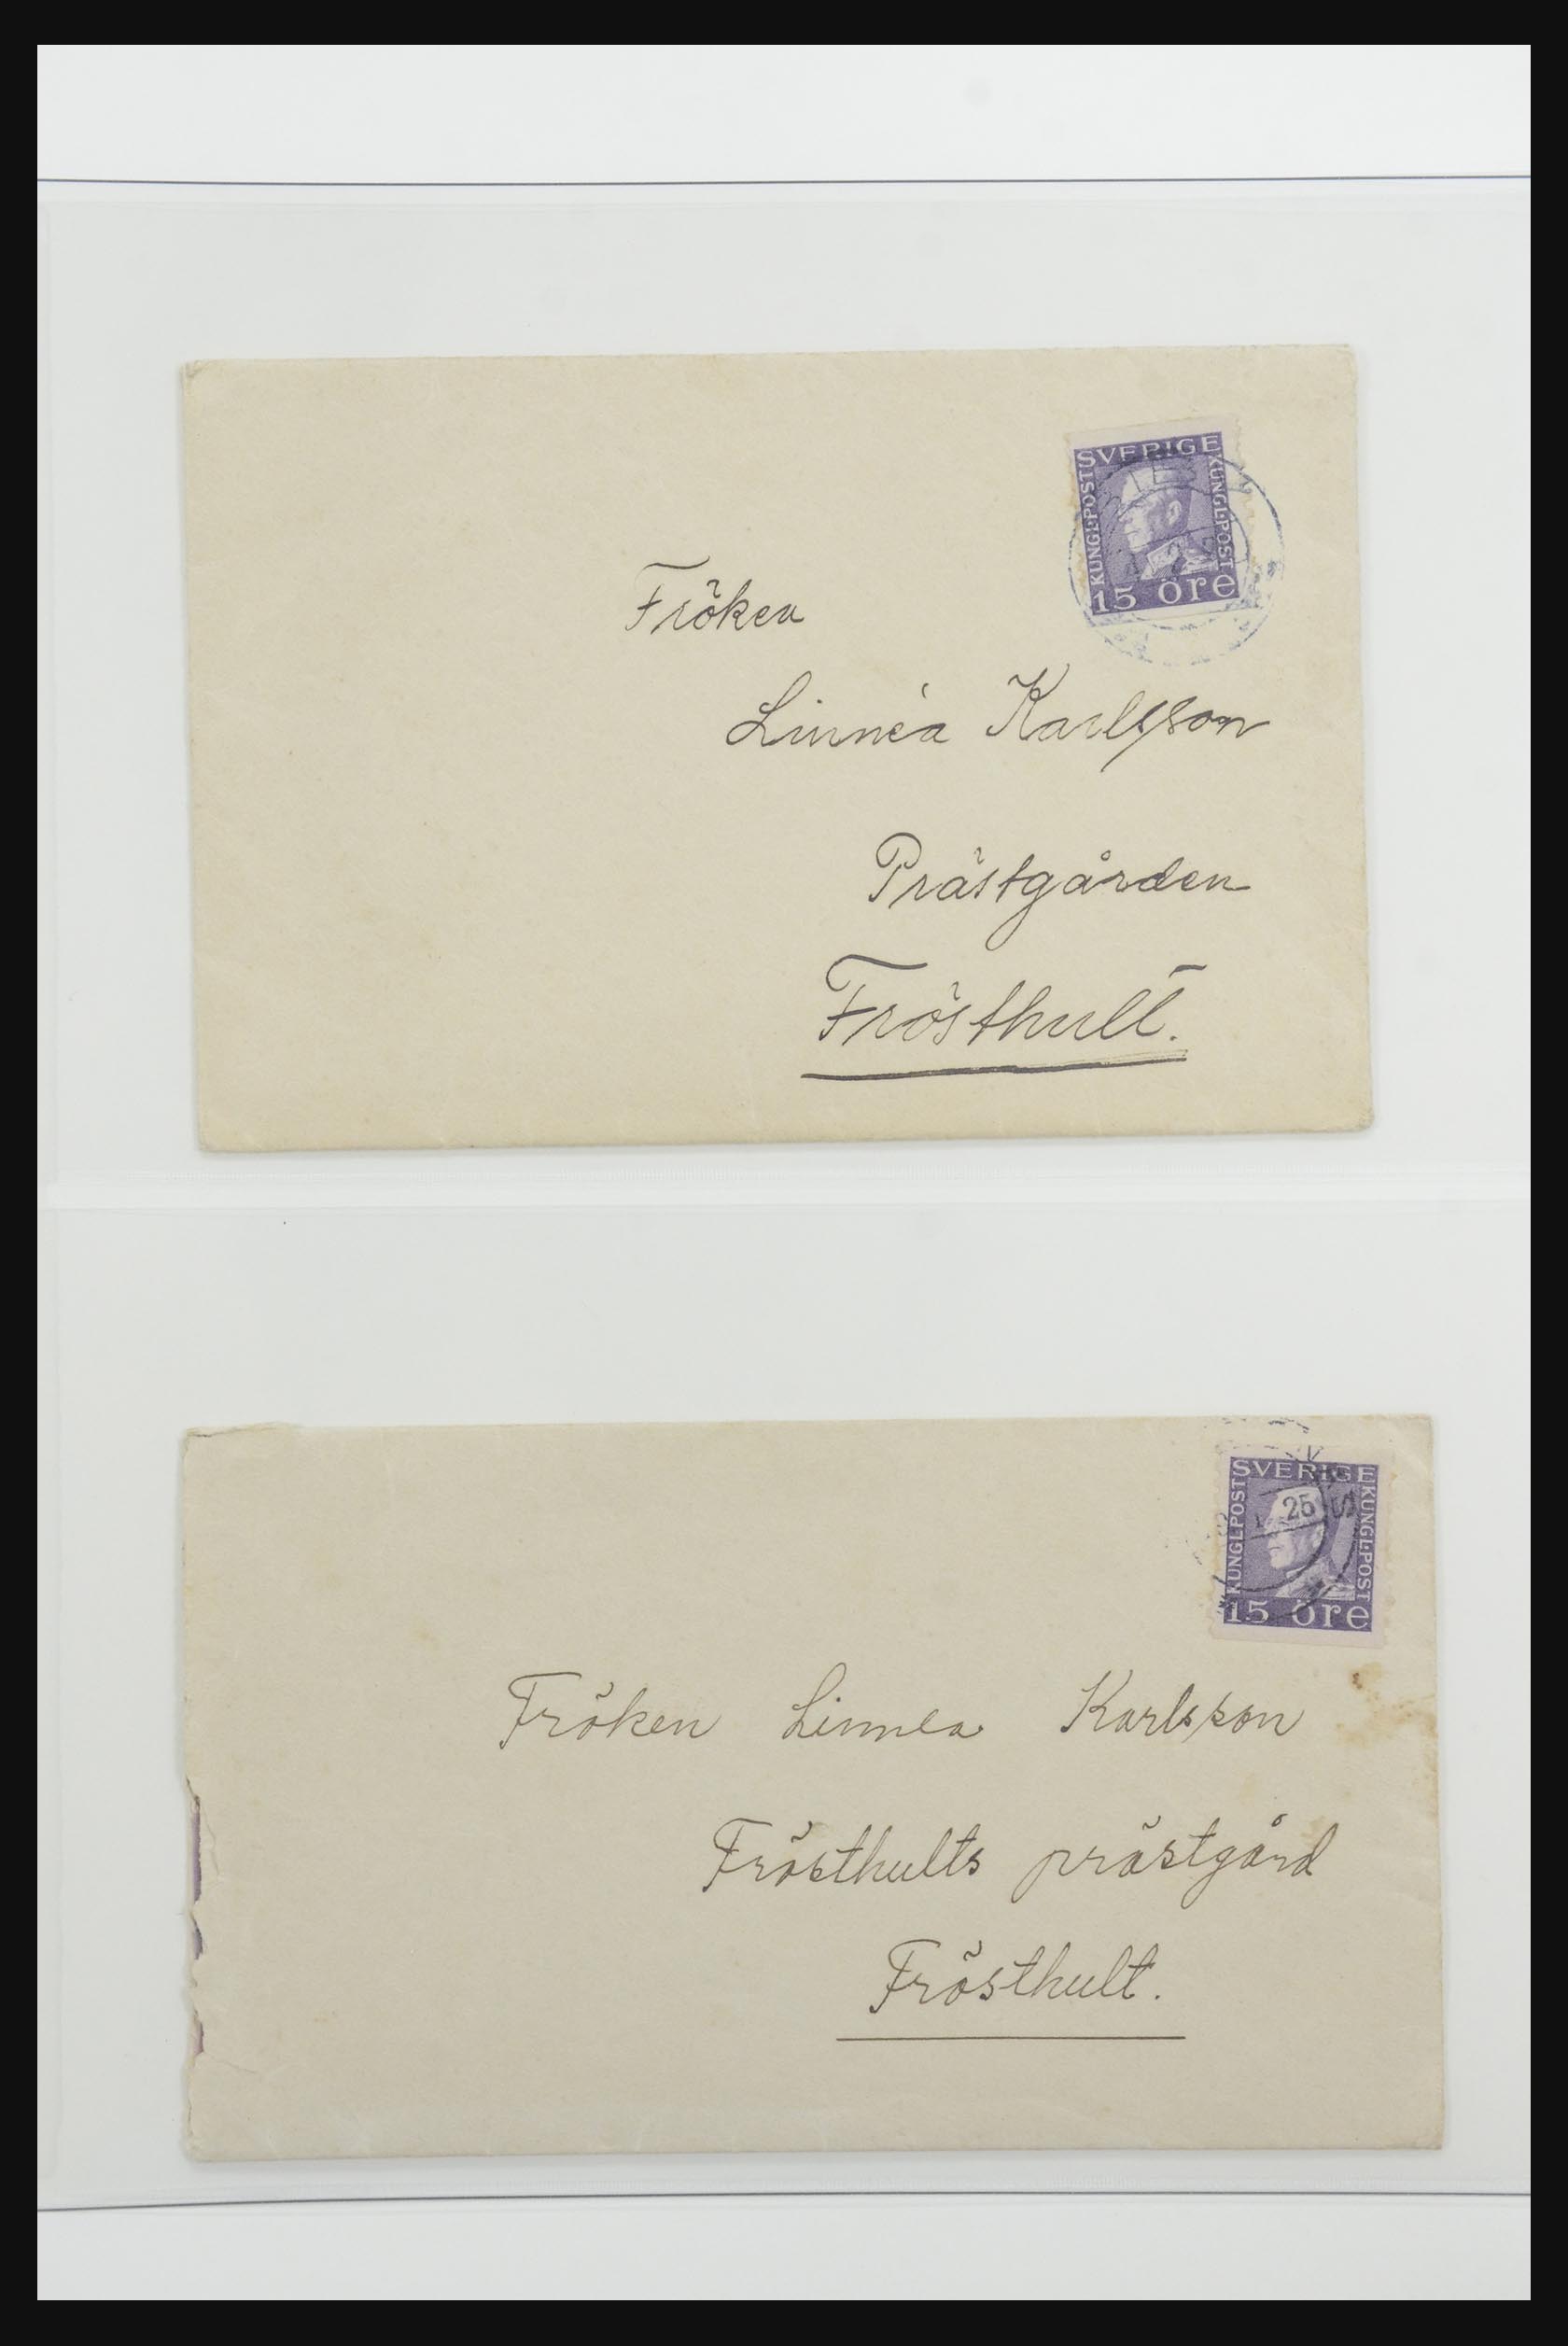 SVERIGE
KUNGL·POST
KUNGL·POST
15 öre
Fröken
Linnéa Karlsson
Prästgården
Frösthult.
SVERIGE
KUNGL·POST
KUNGL·POST
25
15 öre
Fröken Linnea Karlsson
Frösthults prästgård
Frösthult.